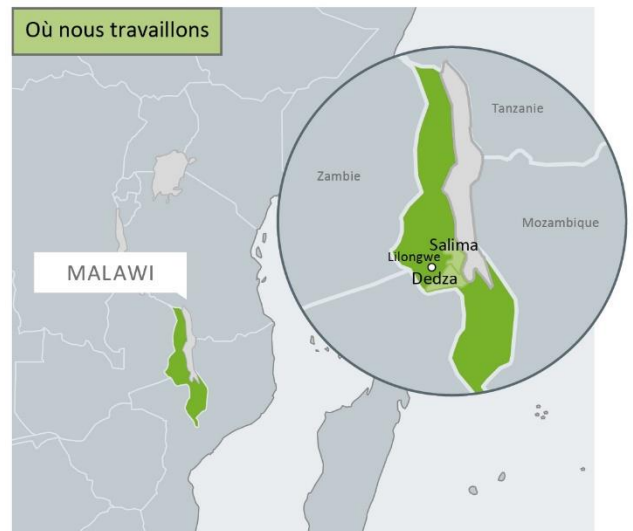 Où nous travaillons
Tanzanie
Zambie
Mozambique
Salima
Lilongwe
Dedza
MALAWI